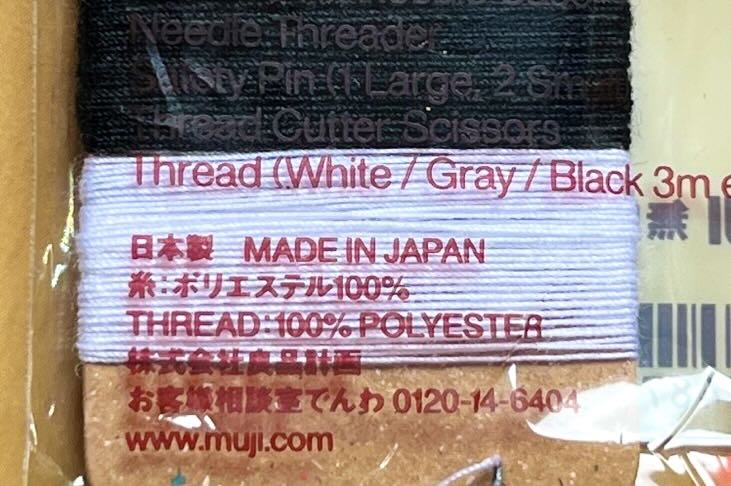 Needle Threader
Safety Pin (1 Large, 2 Sm
Thread Cutter Scissors
Thread (White / Gray / Black 3m e
日本製 MADE IN JAPAN
糸:ポリエステル100%
THREAD:100% POLYESTER
株式会社良品計画
お客様相談室でんわ 0120-14-6404
www.muji.com